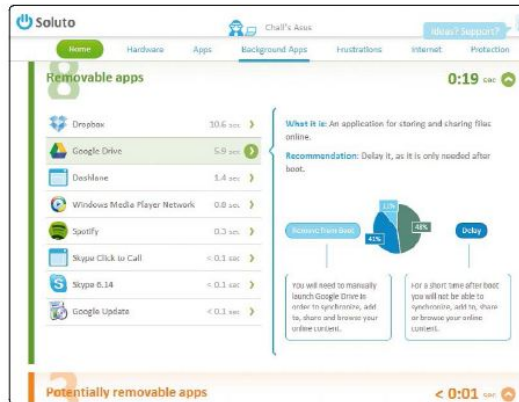 Soluto
Chall's Asus
Ideas? Support?
Home Hardware Apps Background Apps Frustrations Internet Protection
8
Removable apps 0:19 sec
Dropbox 10.6 sec
Google Drive 5.9 sec
Dashlane 1.4 sec
Windows Media Player Network 0.8 sec
Spotify 0.3 sec
Skype Click to Call < 0.1 sec
Skype 6.14 < 0.1 sec
Google Update < 0.1 sec
What it is: An application for storing and sharing files
online.
Recommendation: Delay it, as it is only needed after
boot.
11%
48%
41%
Remove from Boot
Delay
You will need to manually
launch Google Drive in
order to synchronize, add
to, share and browse your
online content.
For a short time after boot
you will not be able to
synchronize, add to, share
or browse your online
content.
3
Potentially removable apps < 0:01 sec